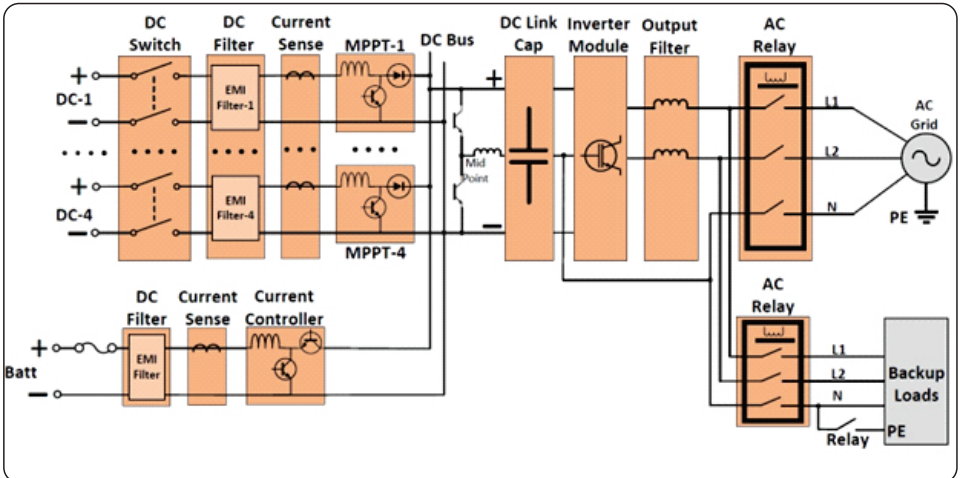 DC Switch
DC Filter
Current Sense
MPPT-1
DC Bus
DC Link Cap
Inverter Module
Output Filter
AC Relay
+
DC-1
−
EMI Filter-1
+
DC-4
−
EMI Filter-4
MPPT-4
+
Mid Point
−
L1
L2
N
AC Grid
PE
DC Filter
Current Sense
Current Controller
AC Relay
+
Batt
−
EMI Filter
L1
L2
N
Backup Loads
Relay
PE